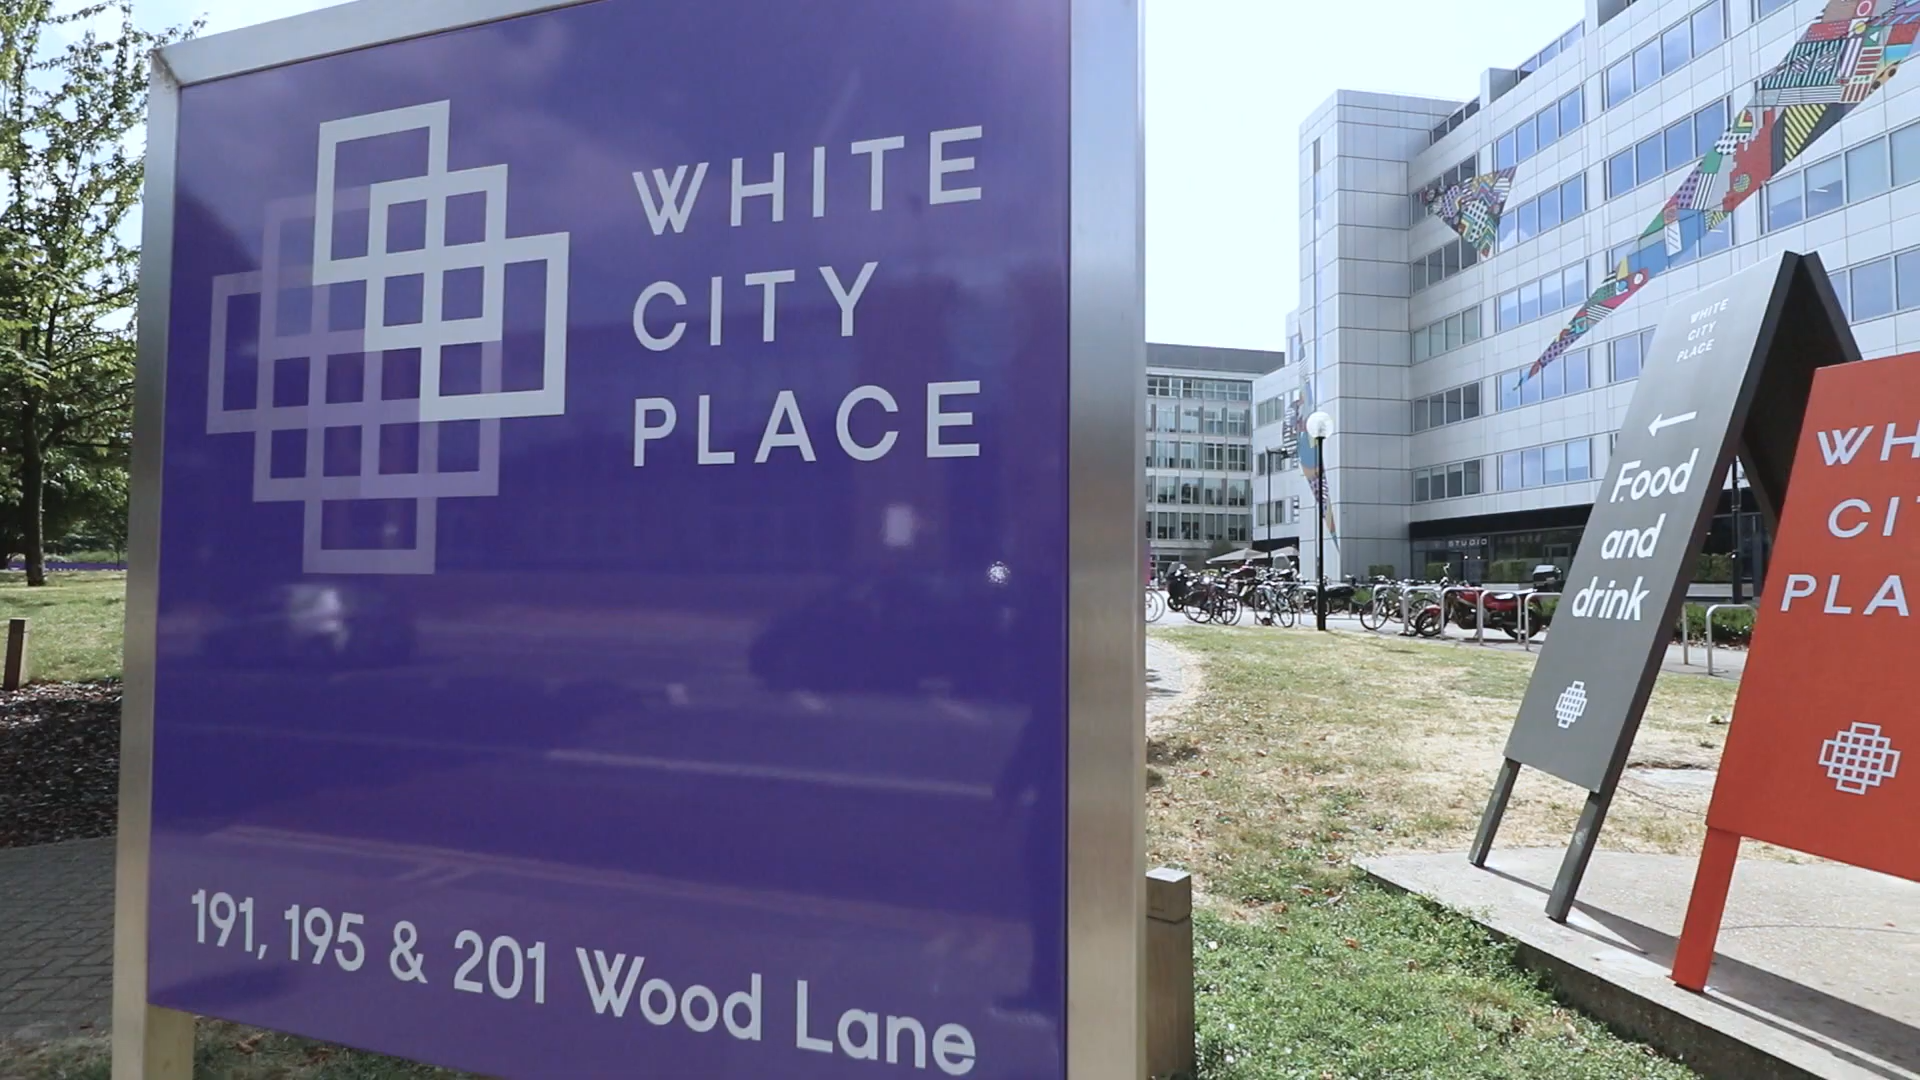 WHITE
CITY
PLACE
191, 195 & 201 Wood Lane
WHITE
CITY
PLACE
←
Food
and
drink
WH
CI
PLA
STUDIO